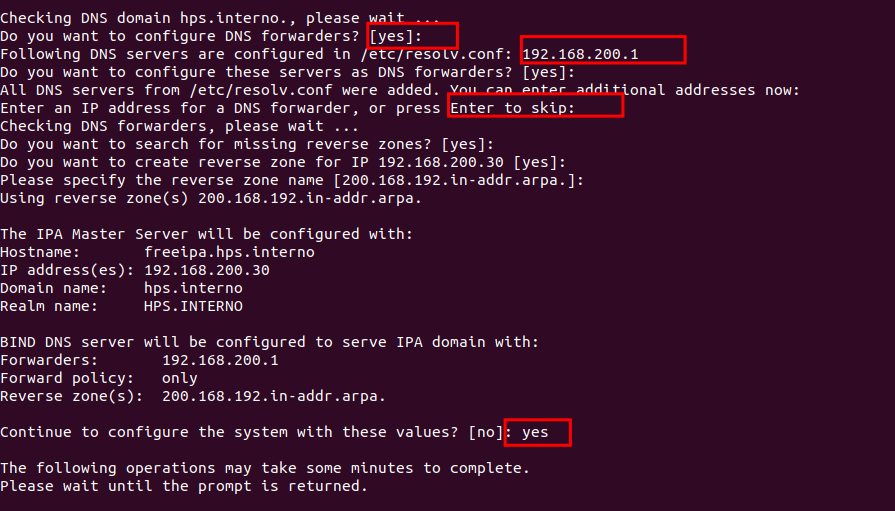 Checking DNS domain hps.interno., please wait ...
Do you want to configure DNS forwarders? [yes]:
Following DNS servers are configured in /etc/resolv.conf: 192.168.200.1
Do you want to configure these servers as DNS forwarders? [yes]:
All DNS servers from /etc/resolv.conf were added. You can enter additional addresses now:
Enter an IP address for a DNS forwarder, or press Enter to skip:
Checking DNS forwarders, please wait ...
Do you want to search for missing reverse zones? [yes]:
Do you want to create reverse zone for IP 192.168.200.30 [yes]:
Please specify the reverse zone name [200.168.192.in-addr.arpa.]:
Using reverse zone(s) 200.168.192.in-addr.arpa.
The IPA Master Server will be configured with:
Hostname:       freeipa.hps.interno
IP address(es): 192.168.200.30
Domain name:    hps.interno
Realm name:     HPS.INTERNO
BIND DNS server will be configured to serve IPA domain with:
Forwarders:       192.168.200.1
Forward policy:   only
Reverse zone(s):  200.168.192.in-addr.arpa.
Continue to configure the system with these values? [no]: yes
The following operations may take some minutes to complete.
Please wait until the prompt is returned.